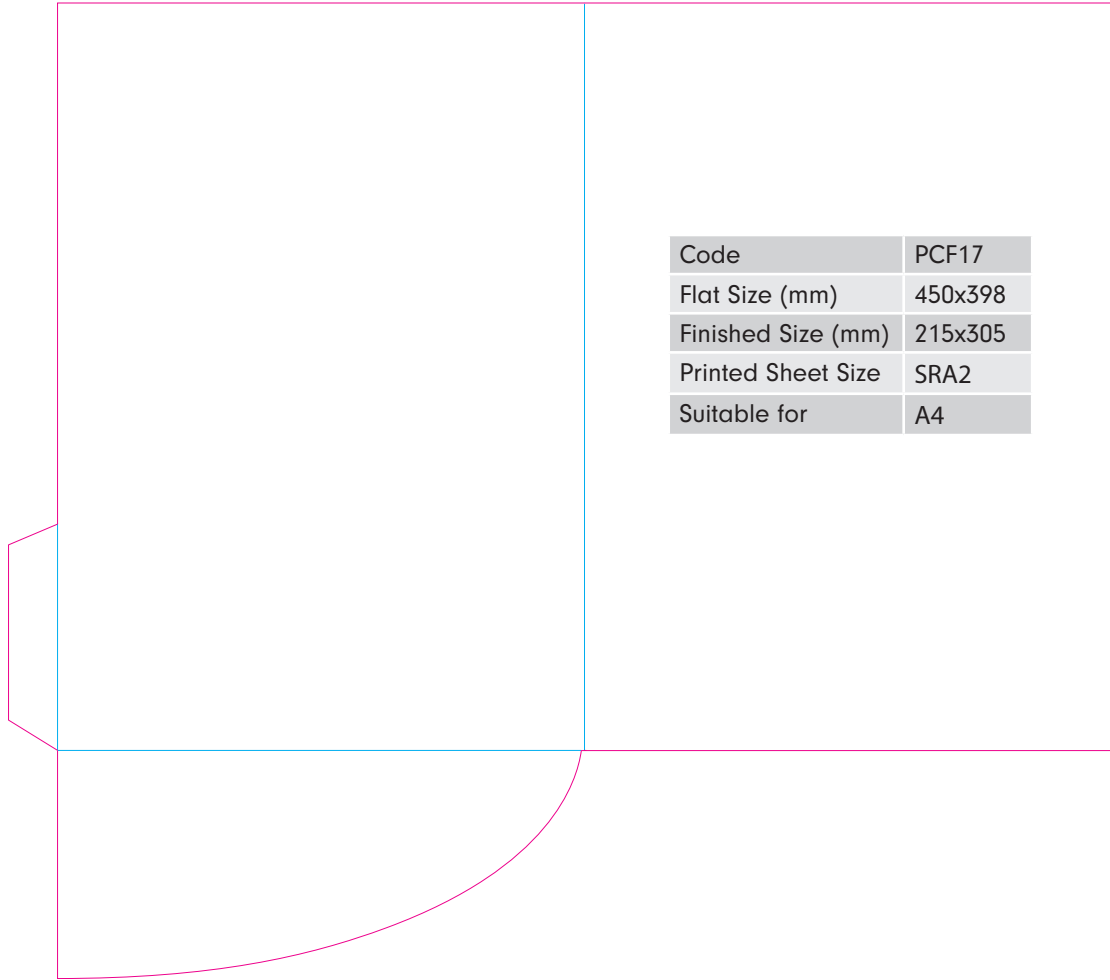 Code PCF17
Flat Size (mm) 450x398
Finished Size (mm) 215x305
Printed Sheet Size SRA2
Suitable for A4